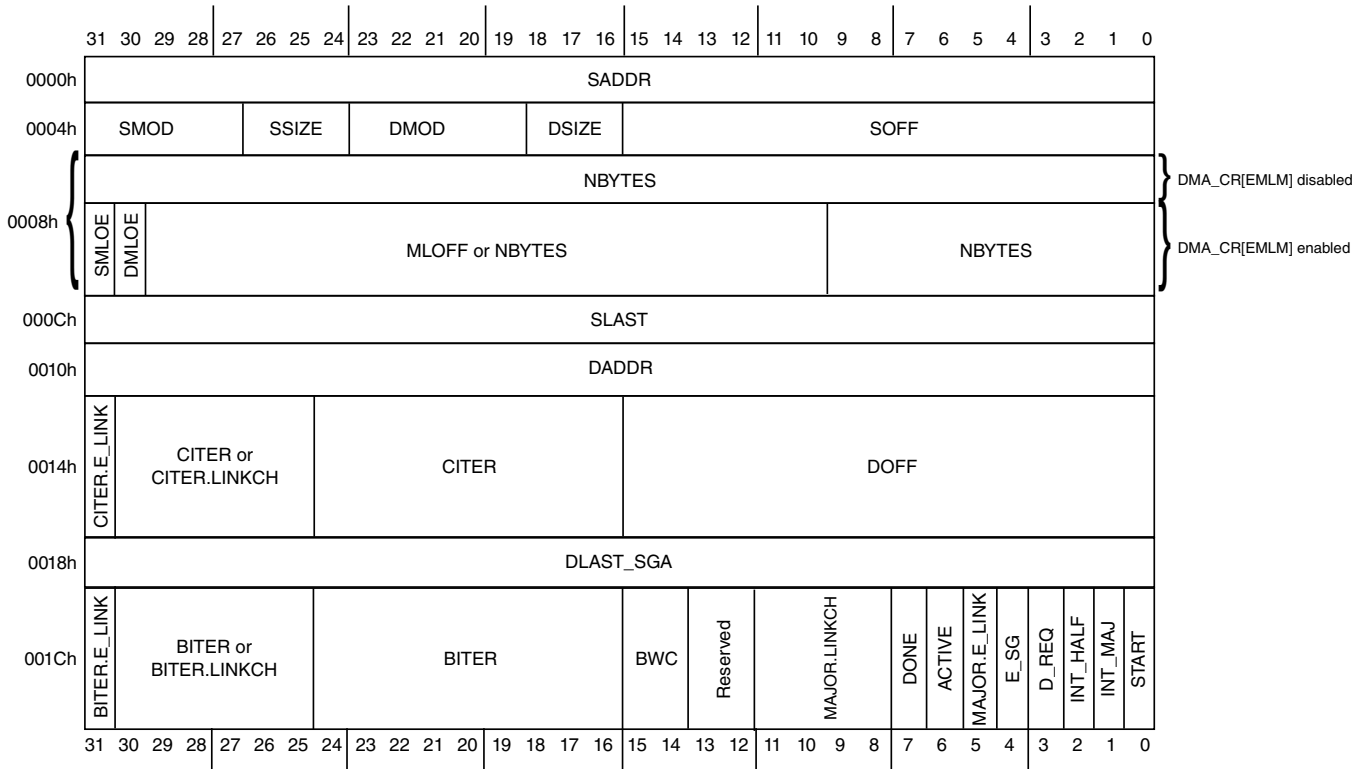 31 30 29 28 27 26 25 24 23 22 21 20 19 18 17 16 15 14 13 12 11 10 9 8 7 6 5 4 3 2 1 0
0000h SADDR
0004h SMOD SSIZE DMOD DSIZE SOFF
NBYTES DMA_CR[EMLM] disabled
0008h SMLOE DMLOE MLOFF or NBYTES NBYTES DMA_CR[EMLM] enabled
000Ch SLAST
0010h DADDR
0014h CITER.E_LINK CITER or
CITER.LINKCH CITER DOFF
0018h DLAST_SGA
001Ch BITER.E_LINK BITER or
BITER.LINKCH BITER BWC Reserved MAJOR.LINKCH DONE ACTIVE MAJOR.E_LINK E_SG D_REQ INT_HALF INT_MAJ START
31 30 29 28 27 26 25 24 23 22 21 20 19 18 17 16 15 14 13 12 11 10 9 8 7 6 5 4 3 2 1 0